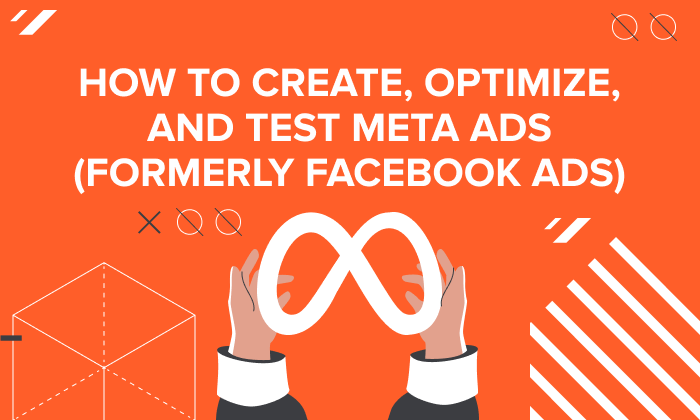 HOW TO CREATE, OPTIMIZE,
AND TEST META ADS
(FORMERLY FACEBOOK ADS)